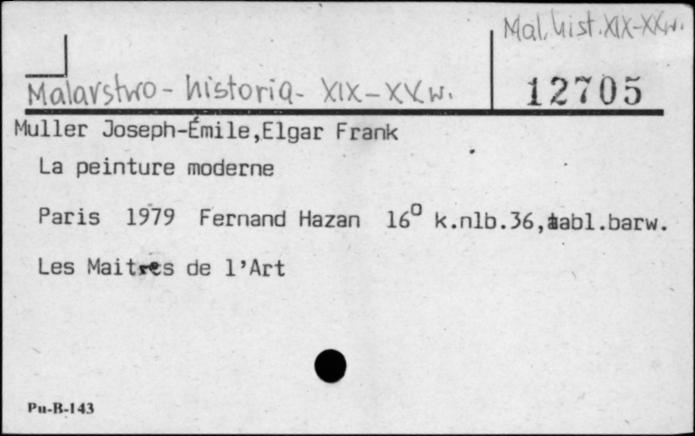 Mal. hist. XIX-XXw.
Malarstwo - historia - XIX-XX w.
12705
Muller Joseph-Émile,Elgar Frank
La peinture moderne
Paris 1979 Fernand Hazan 16° k.nlb.36,tabl.barw.
Les Maitres de l'Art
Pu-B-143